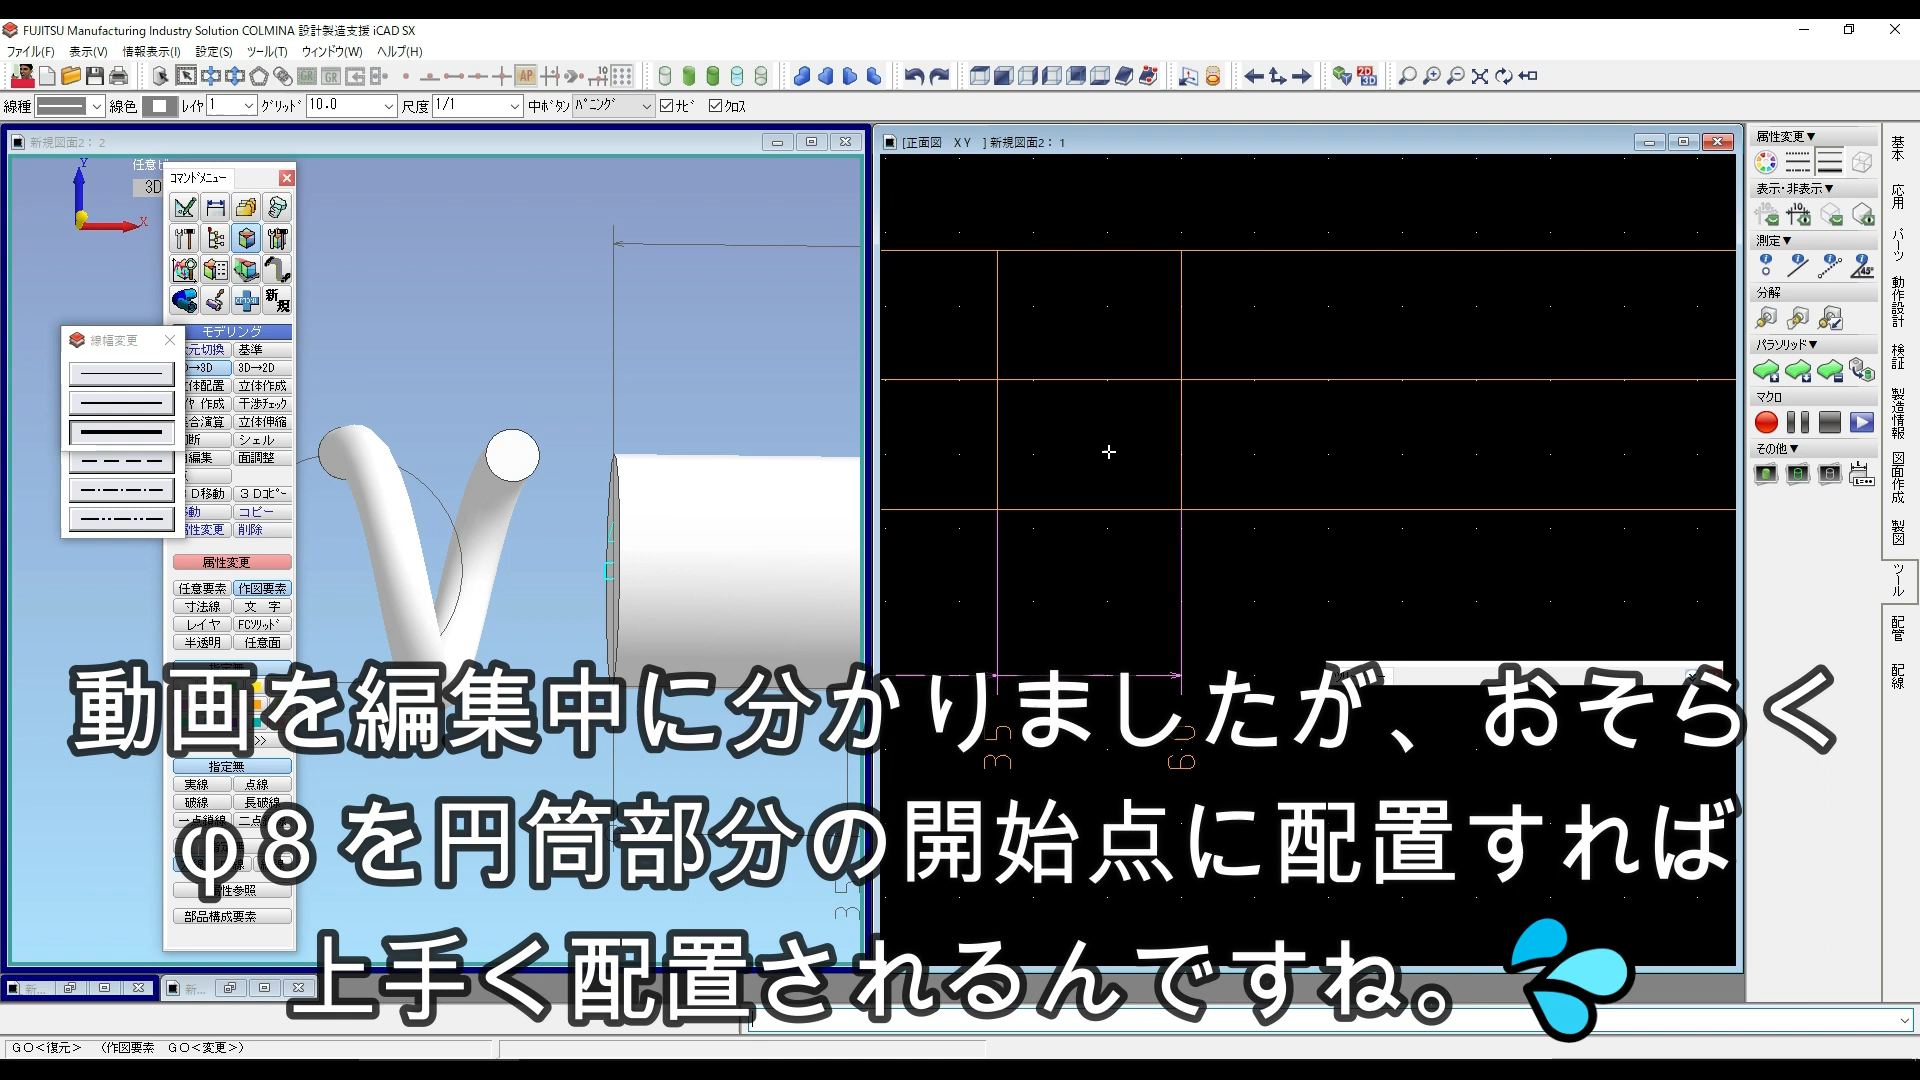 FUJITSU Manufacturing Industry Solution COLMINA 設計製造支援 iCAD SX
ファイル(F) 表示(V) 情報表示(I) 設定(S) ツール(T) ウィンドウ(W) ヘルプ(H)
線種 線色 レイヤ 1 グリッド 10.0 尺度 1/1 中ボタン パニング ナビ クロス
新規図面2: 2
[正面図 XY ] 新規図面2: 1
Y
X
3D
コマンドメニュー
新規
線幅変更
モデリング
基準
3D→2D
立体作成
作成 干渉チェック
立体伸縮
シェル
編集 面調整
D移動 3Dコピー
コピー
削除
属性変更
任意要素 作図要素
寸法線 文 字
レイヤ FCソリッド
半透明 任意面
動画を編集中に分かりましたが、おそらく
φ8を円筒部分の開始点に配置すれば
上手く配置されるんですね。
指定無
実線 点線
破線 長破線
部品構成要素
35
属性変更▼
表示・非表示▼
測定▼
分解
パラソリッド▼
マクロ
その他▼
基本
応用
パーツ
動作設計
検証
製造情報
図面作成
製図
ツール
配管
配線
GO<復元> (作図要素 GO<変更>)